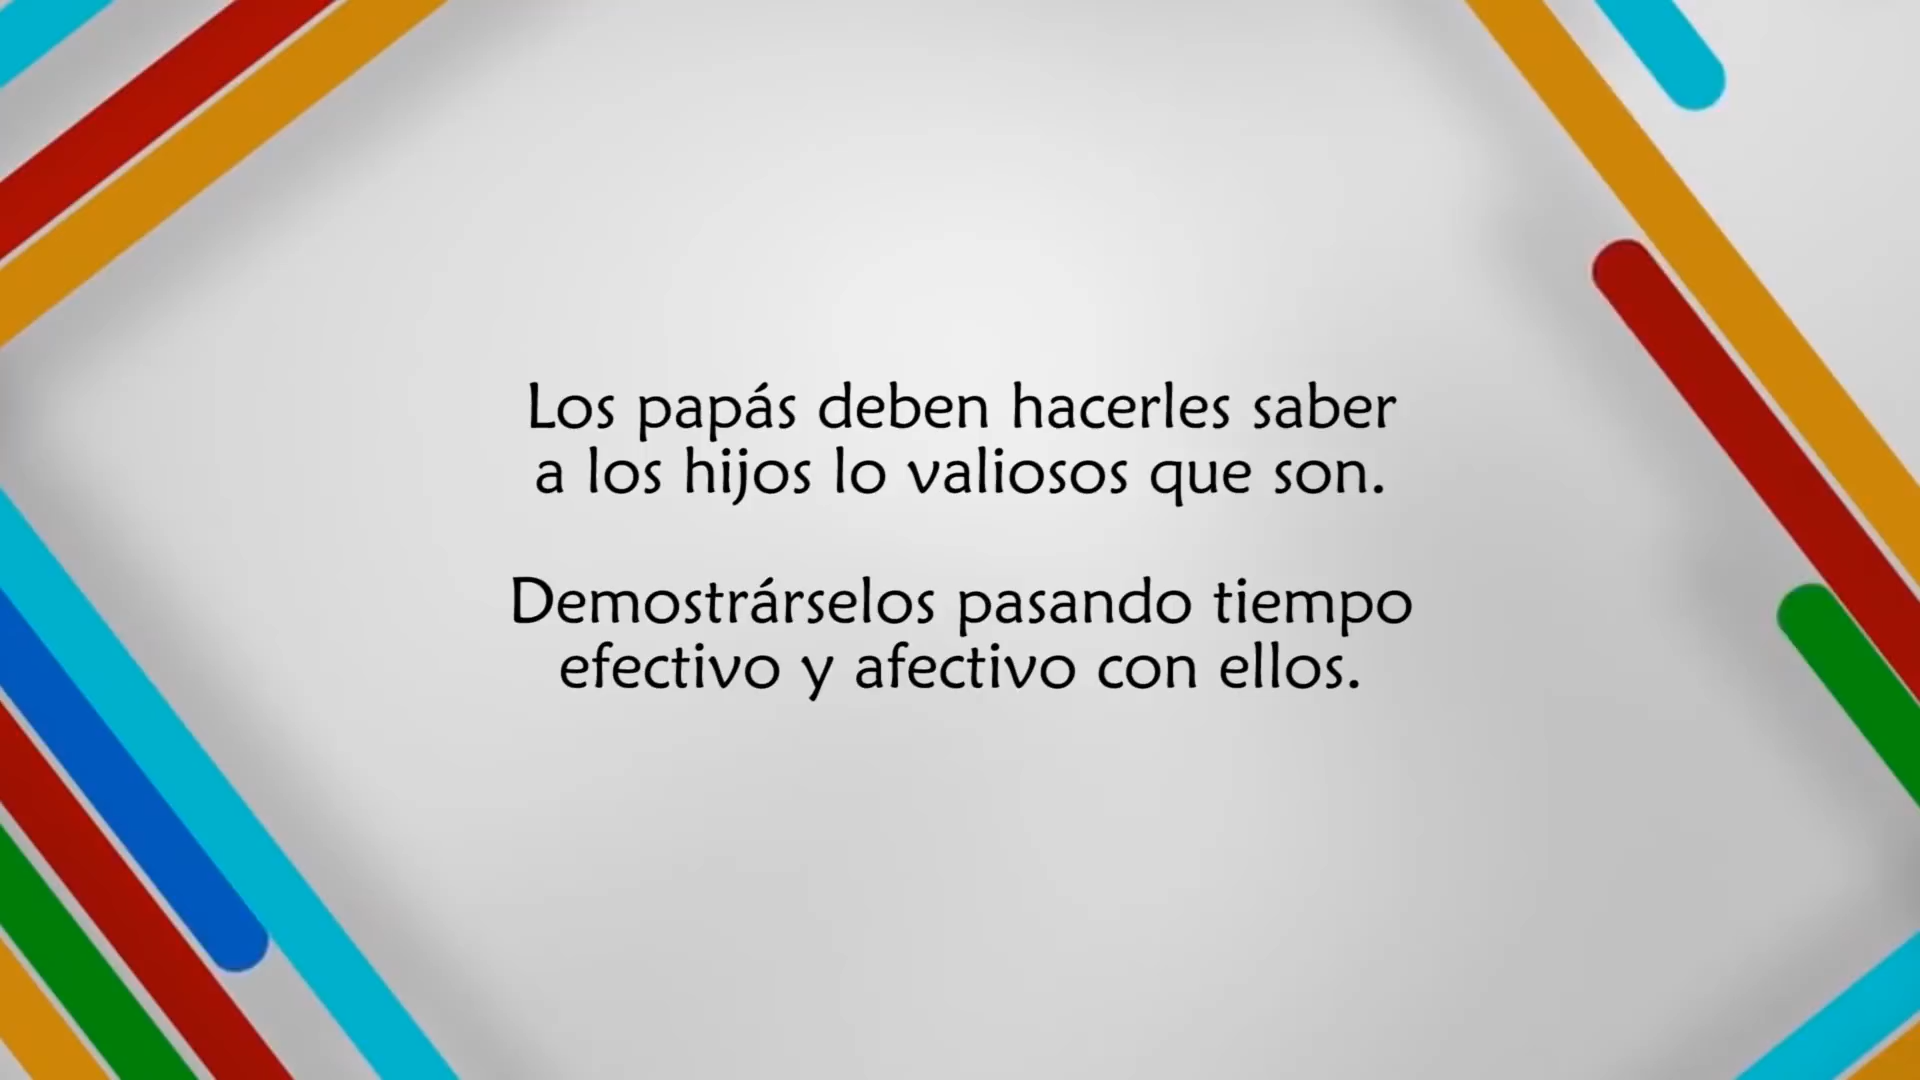 Los papás deben hacerles saber
a los hijos lo valiosos que son.
Demostrárselos pasando tiempo
efectivo y afectivo con ellos.